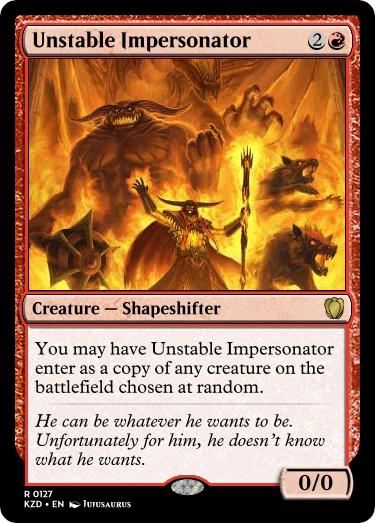 Unstable Impersonator 2
Creature — Shapeshifter
You may have Unstable Impersonator
enter as a copy of any creature on the
battlefield chosen at random.
He can be whatever he wants to be.
Unfortunately for him, he doesn't know
what he wants.
0/0
R 0127
KZD • EN Jujusaurus